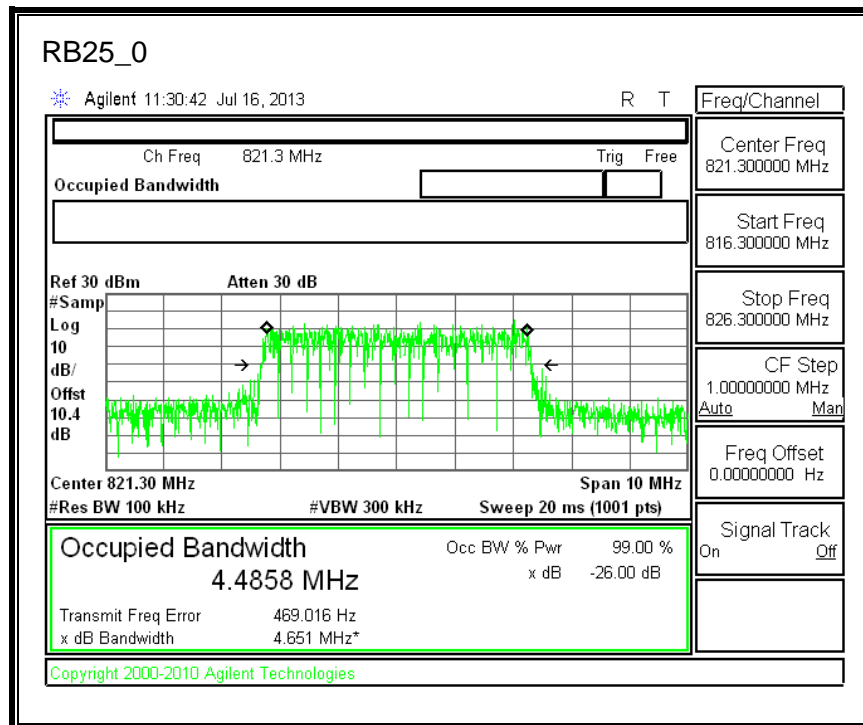 RB25_0
Agilent 11:30:42 Jul 16, 2013 R T
Freq/Channel
Ch Freq 821.3 MHz Trig Free
Occupied Bandwidth
Center Freq
821.300000 MHz
Start Freq
816.300000 MHz
Stop Freq
826.300000 MHz
CF Step
1.00000000 MHz
Auto Man
Freq Offset
0.00000000 Hz
Signal Track
On Off
Ref 30 dBm Atten 30 dB
#Samp
Log
10
dB/
Offst
10.4
dB
Center 821.30 MHz Span 10 MHz
#Res BW 100 kHz #VBW 300 kHz Sweep 20 ms (1001 pts)
Occupied Bandwidth
4.4858 MHz
Occ BW % Pwr 99.00 %
x dB -26.00 dB
Transmit Freq Error 469.016 Hz
x dB Bandwidth 4.651 MHz*
Copyright 2000-2010 Agilent Technologies